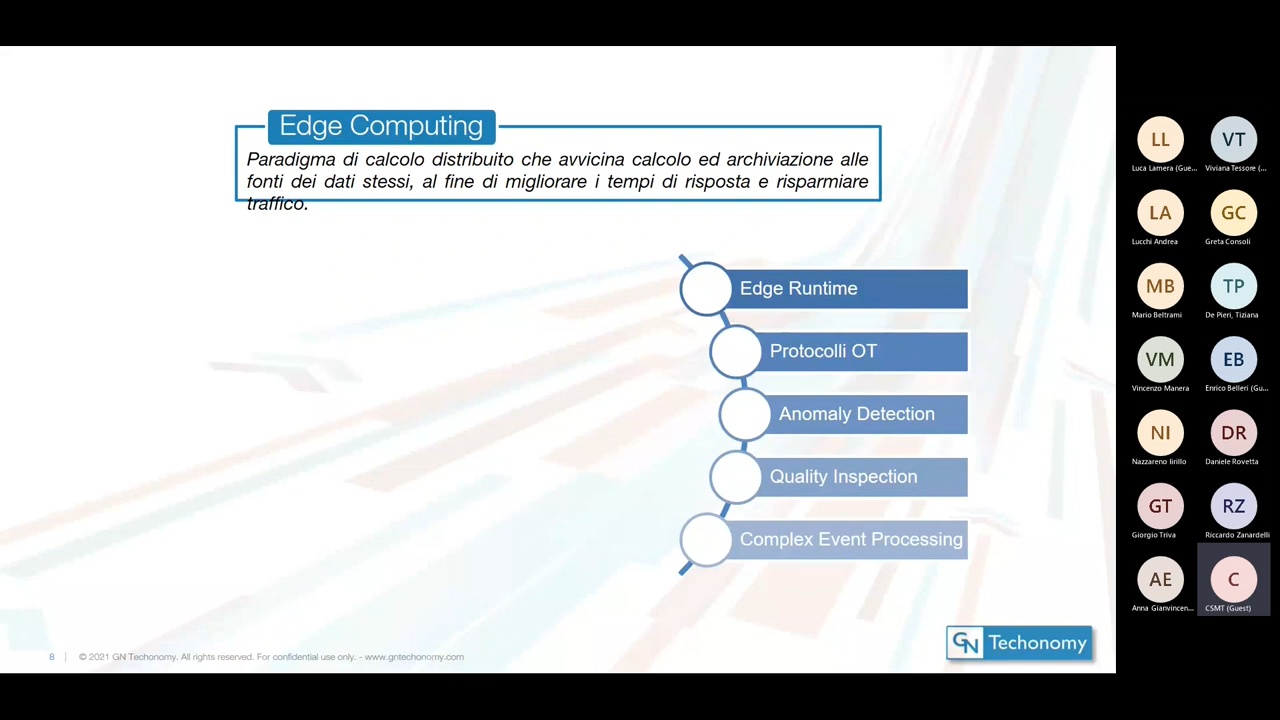 Edge Computing
Paradigma di calcolo distribuito che avvicina calcolo ed archiviazione alle
fonti dei dati stessi, al fine di migliorare i tempi di risposta e risparmiare
traffico.
Edge Runtime
Protocolli OT
Anomaly Detection
Quality Inspection
Complex Event Processing
8 | © 2021 GN Techonomy. All rights reserved. For confidential use only. - www.gntechonomy.com
GN Techonomy
LL
Luca Lamera (Gue...
VT
Viviana Tessore (...
LA
Lucchi Andrea
GC
Greta Consoli
MB
Mario Beltrami
TP
De Pieri, Tiziana
VM
Vincenzo Manera
EB
Enrico Belleri (Gu...
NI
Nazzareno Iirillo
DR
Daniele Rovetta
GT
Giorgio Triva
RZ
Riccardo Zanardelli
AE
Anna Gianvincen...
C
CSMT (Guest)